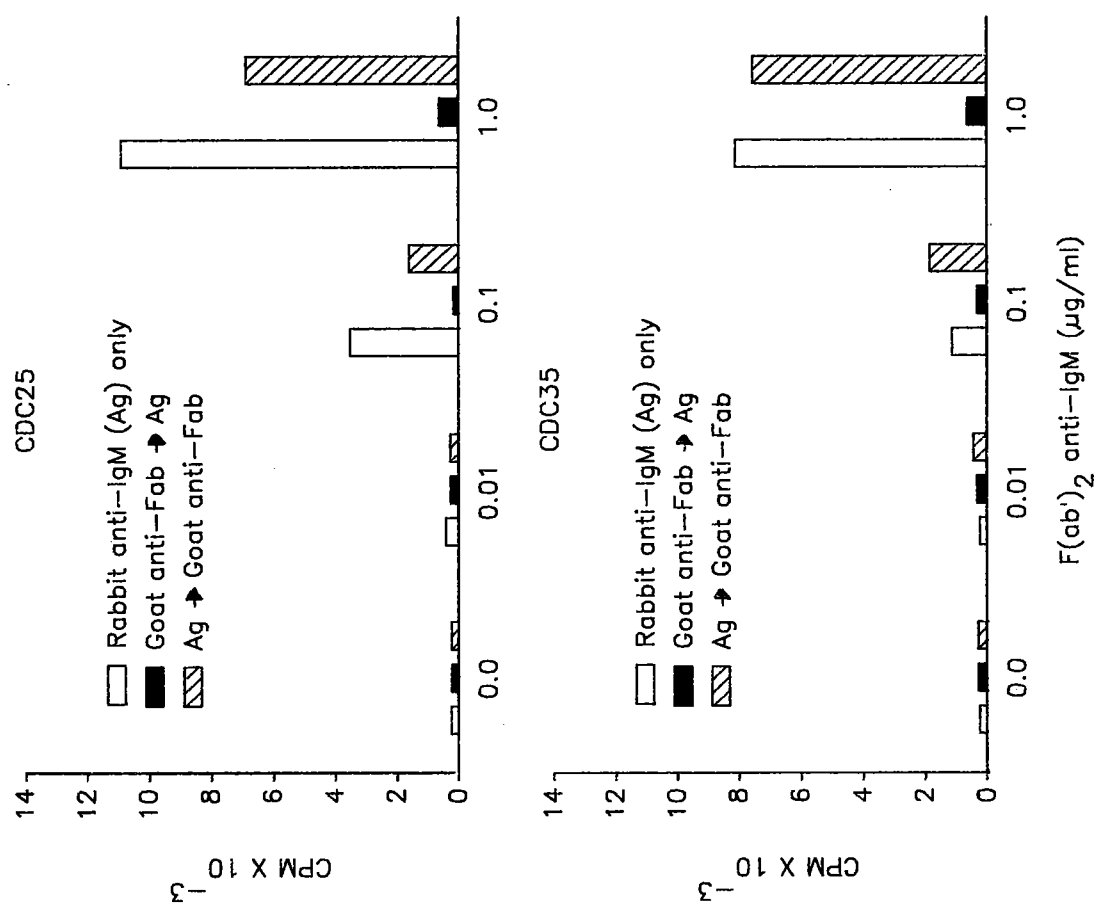 CDC25
Rabbit anti-IgM (Ag) only
Goat anti-Fab → Ag
Ag → Goat anti-Fab
14
12
10
8
6
4
2
0
CPM X 10⁻³
0.0
0.01
0.1
1.0
CDC35
Rabbit anti-IgM (Ag) only
Goat anti-Fab → Ag
Ag → Goat anti-Fab
14
12
10
8
6
4
2
0
CPM X 10⁻³
0.0
0.01
0.1
1.0
F(ab')₂ anti-IgM (µg/ml)